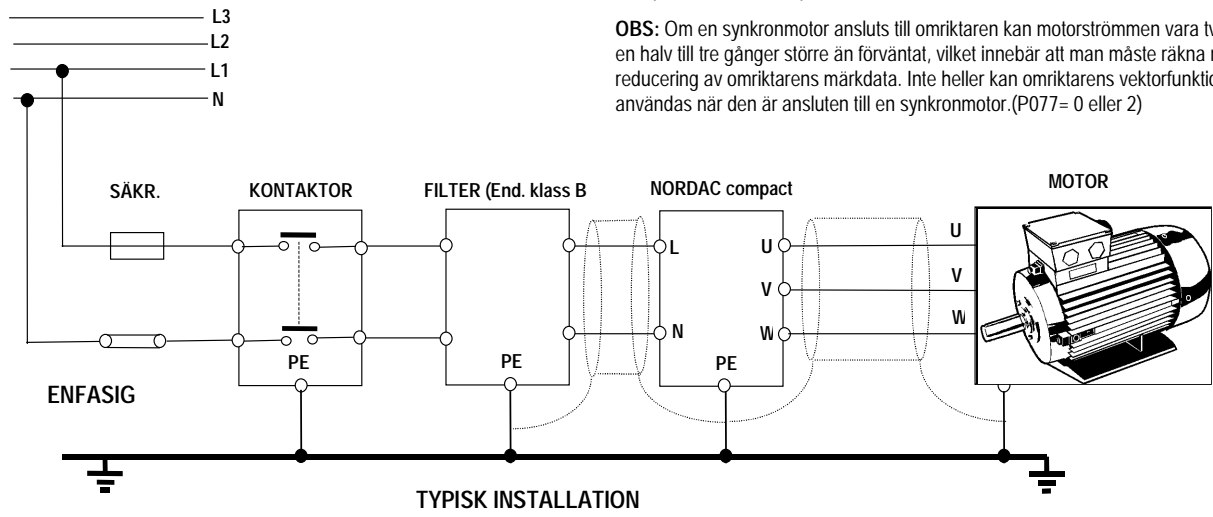 L3
L2
L1
N
OBS: Om en synkronmotor ansluts till omriktaren kan motorströmmen vara
en halv till tre gånger större än förväntat, vilket innebär att man måste räkna
reducering av omriktarens märkdata. Inte heller kan omriktarens
användas när den är ansluten till en synkronmotor.(P077= 0 eller 2)
SÄKR.
KONTAKTOR
FILTER (End. klass B
NORDAC compact
MOTOR
L
U
U
V
V
N
W
W
PE
PE
PE
ENFASIG
TYPISK INSTALLATION